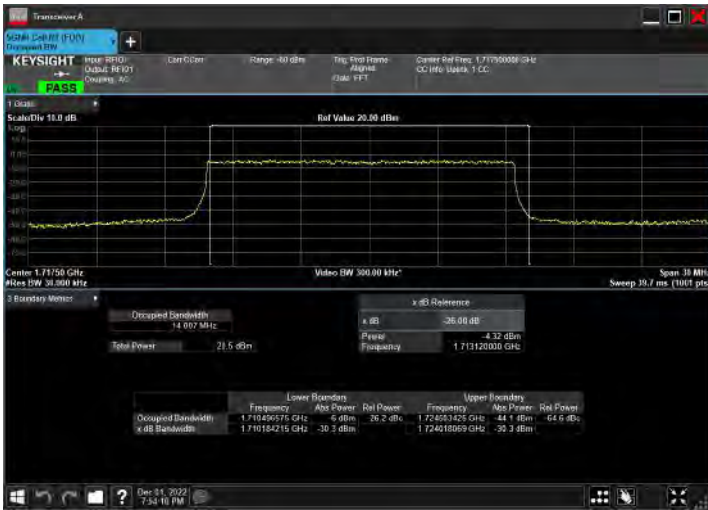 Transceiver A
Occupied BW
+
KEYSIGHT
Input: RFIO1
Output: RFIO1
Coupling: AC
Corr CCorr
Range: -60 dBm
Trig: First Frame
Aligned
Gate: FFT
Center Ref Freq: 1.717500000 GHz
CC Info: Uplink, 1 CC
PASS
1 Graph
Scale/Div 10.0 dB
Ref Value 20.00 dBm
Log
Center 1.71750 GHz
Video BW 300.00 kHz*
Span 30 MHz
#Res BW 30.000 kHz
Sweep 39.7 ms (1001 pts
3 Boundary Metrics
Occupied Bandwidth
14.007 MHz
Total Power
21.5 dBm
x dB Reference
x dB
-26.00 dB
Power
-4.32 dBm
Frequency
1.713120000 GHz
Lower Boundary
Upper Boundary
Frequency Abs Power Rel Power Frequency Abs Power Rel Power
Occupied Bandwidth 1.710496575 GHz -6 dBm -26.2 dBc -44.1 dBm -64.6 dBc
x dB Bandwidth 1.710184215 GHz -30.3 dBm 1.724818069 GHz -30.3 dBm
?
Dec 01, 2022
7:54:10 PM